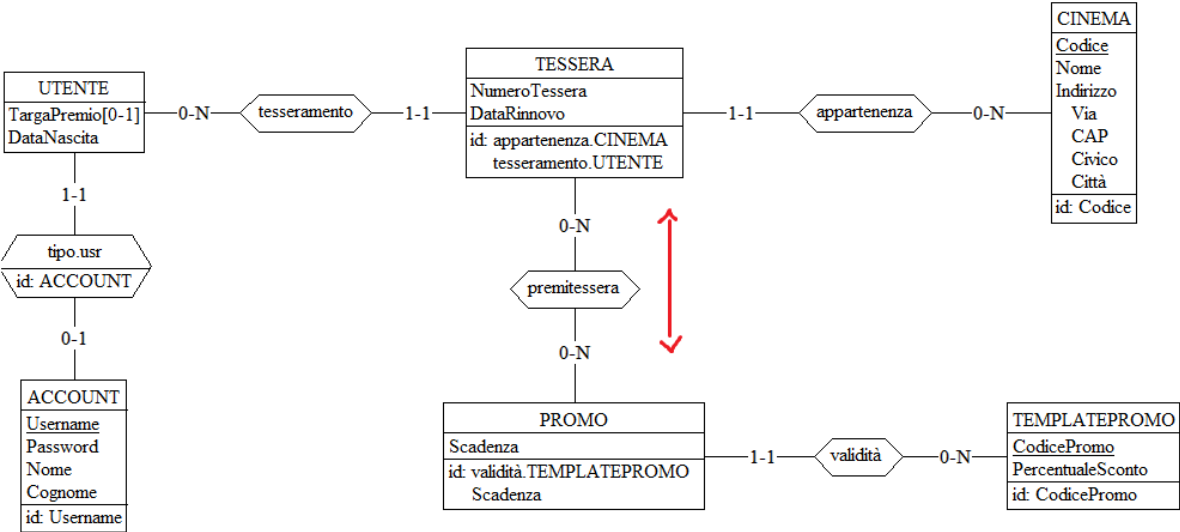 CINEMA
Codice
Nome
Indirizzo
Via
CAP
Civico
Città
id: Codice
TESSERA
NumeroTessera
DataRinnovo
id: appartenenza.CINEMA
tesseramento.UTENTE
UTENTE
TargaPremio[0-1]
DataNascita
0-N
tesseramento
1-1
1-1
appartenenza
0-N
1-1
tipo.usr
id: ACCOUNT
0-1
0-N
premitessera
0-N
ACCOUNT
Username
Password
Nome
Cognome
id: Username
PROMO
Scadenza
id: validità.TEMPLATEPROMO
Scadenza
1-1
validità
0-N
TEMPLATEPROMO
CodicePromo
PercentualeSconto
id: CodicePromo